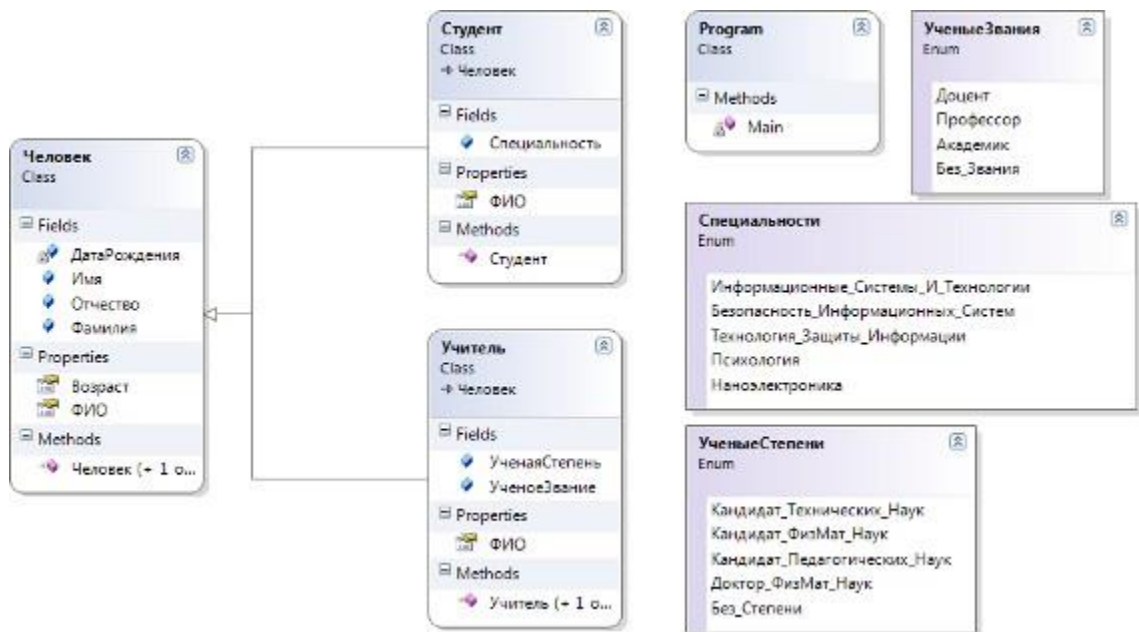 Человек
Class
Fields
ДатаРождения
Имя
Отчество
Фамилия
Properties
Возраст
ФИО
Methods
Человек (+ 1 o...
Студент
Class
Человек
Fields
Специальность
Properties
ФИО
Methods
Студент
Учитель
Class
Человек
Fields
УченаяСтепень
УченоеЗвание
Properties
ФИО
Methods
Учитель (+ 1 o...
Program
Class
Methods
Main
УченыеЗвания
Enum
Доцент
Профессор
Академик
Без_Звания
Специальности
Enum
Информационные_Системы_И_Технологии
Безопасность_Информационных_Систем
Технология_Защиты_Информации
Психология
Наноэлектроника
УченыеСтепени
Enum
Кандидат_Технических_Наук
Кандидат_ФизМат_Наук
Кандидат_Педагогических_Наук
Доктор_ФизМат_Наук
Без_Степени